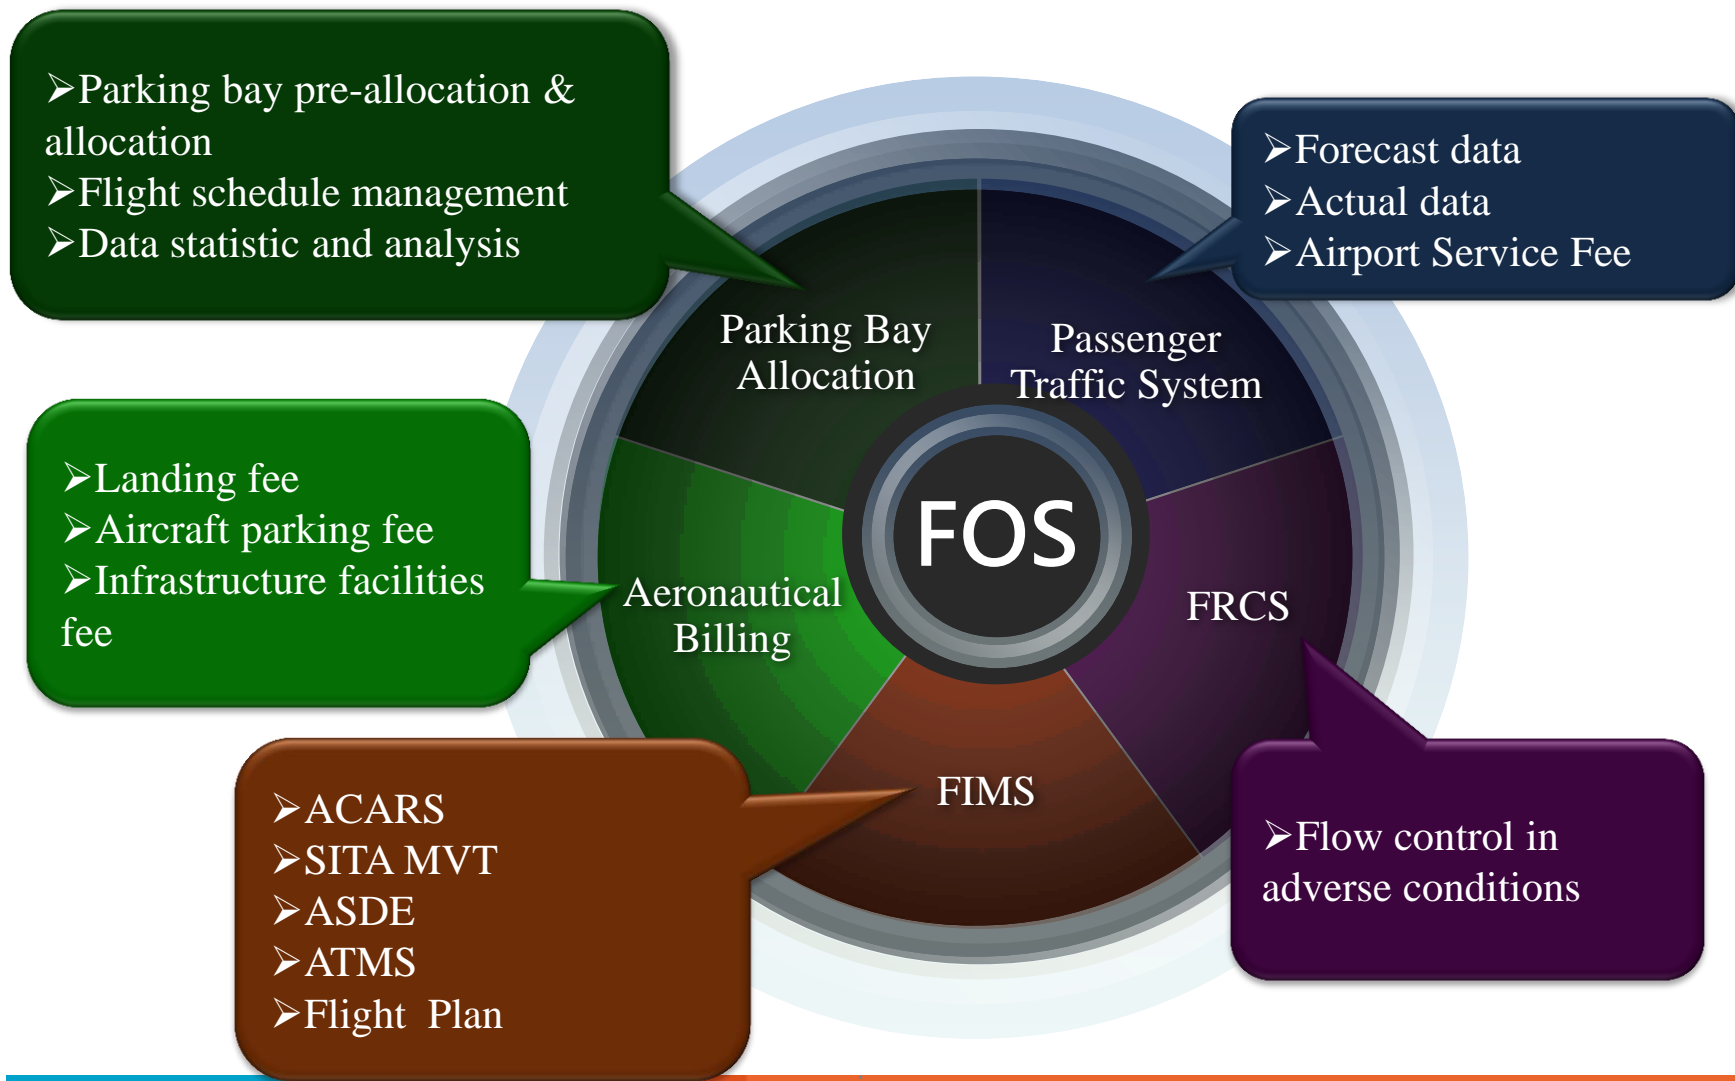 ➢Parking bay pre-allocation &
allocation
➢Flight schedule management
➢Data statistic and analysis
➢Forecast data
➢Actual data
➢Airport Service Fee
Parking Bay
Allocation
Passenger
Traffic System
➢Landing fee
➢Aircraft parking fee
➢Infrastructure facilities
fee
FOS
Aeronautical
Billing
FRCS
FIMS
➢ACARS
➢SITA MVT
➢ASDE
➢ATMS
➢Flight  Plan
➢Flow control in
adverse conditions